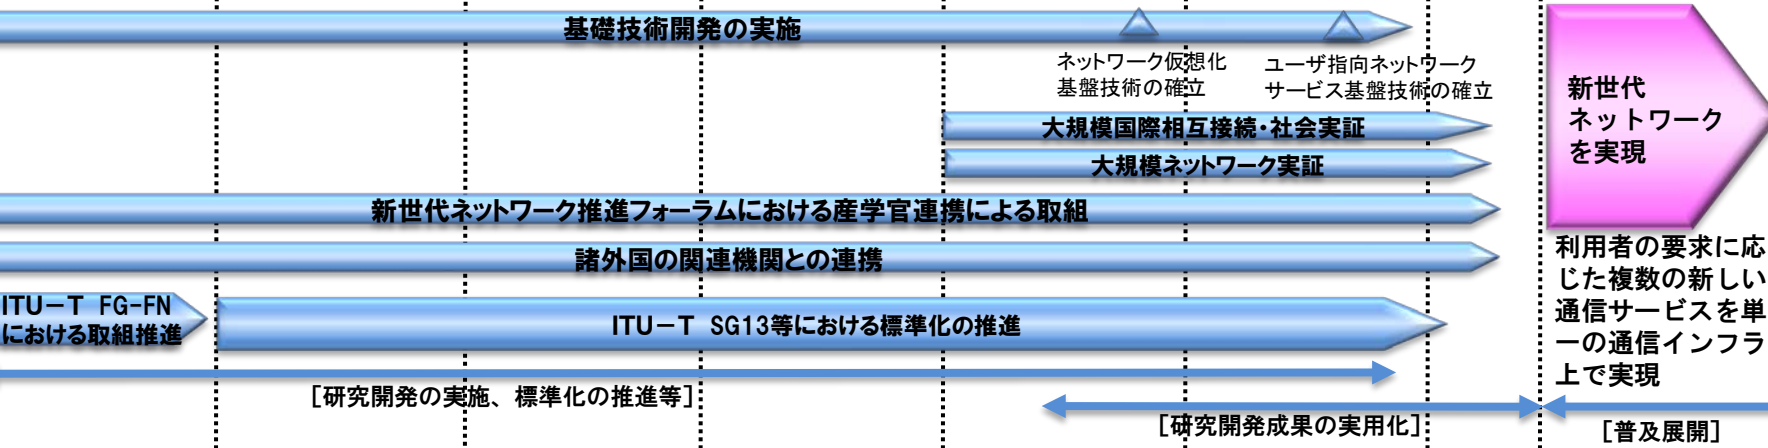 基礎技術開発の実施
ネットワーク仮想化
基盤技術の確立
ユーザ指向ネットワーク
サービス基盤技術の確立
大規模国際相互接続・社会実証
大規模ネットワーク実証
新世代ネットワーク推進フォーラムにおける産学官連携による取組
諸外国の関連機関との連携
ITU－T FG-FN
における取組推進
ITU－T SG13等における標準化の推進
[研究開発の実施、標準化の推進等]
[研究開発成果の実用化]
新世代
ネットワーク
を実現
利用者の要求に応
じた複数の新しい
通信サービスを単
一の通信インフラ
上で実現
[普及展開]